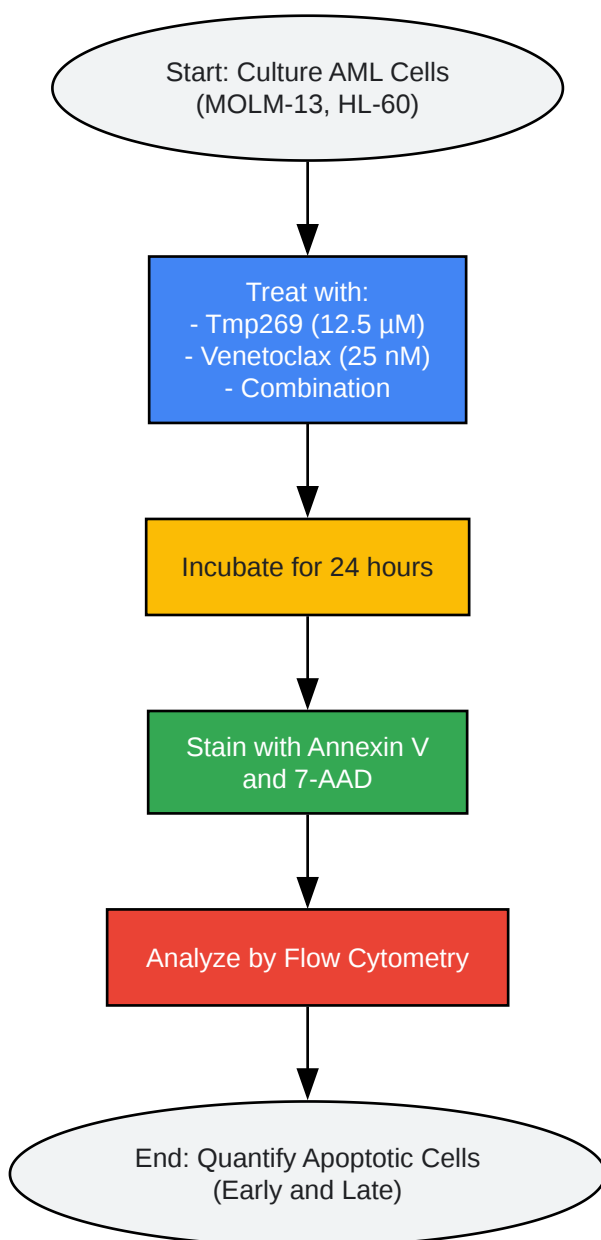 Start: Culture AML Cells
(MOLM-13, HL-60)
Treat with:
- Tmp269 (12.5 µM)
- Venetoclax (25 nM)
- Combination
Incubate for 24 hours
Stain with Annexin V
and 7-AAD
Analyze by Flow Cytometry
End: Quantify Apoptotic Cells
(Early and Late)